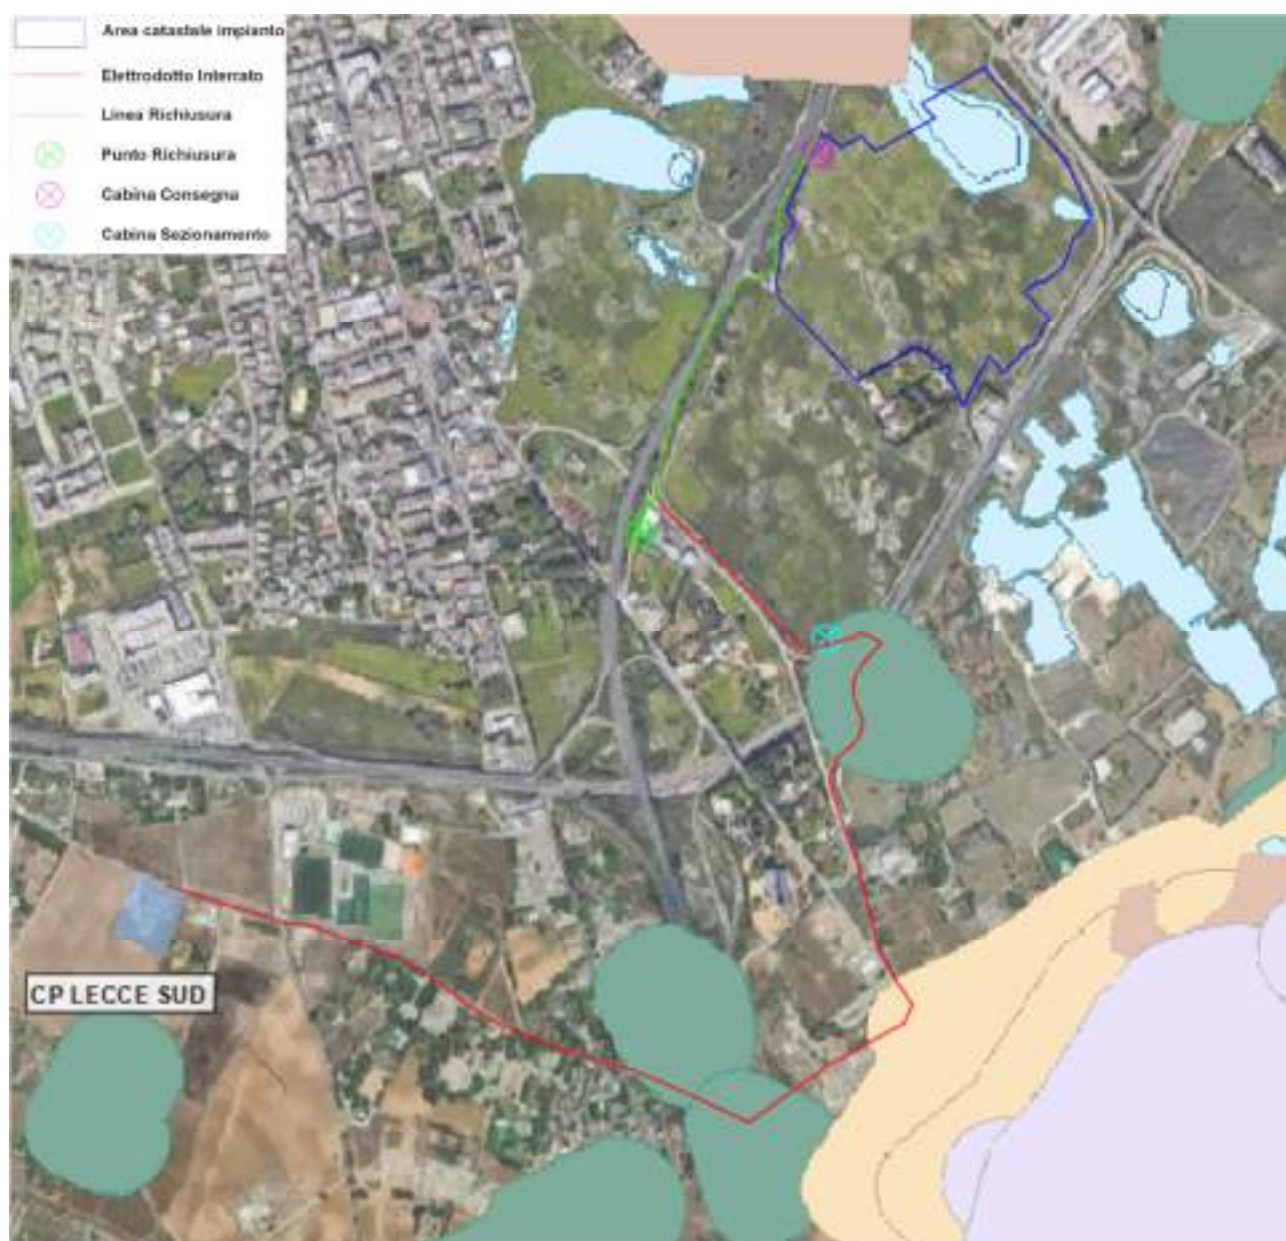 Area catastale impianto
Elettrodotto Interrato
Linea Richiusura
Punto Richiusura
Cabina Consegna
Cabina Sezionamento
CP LECCE SUD